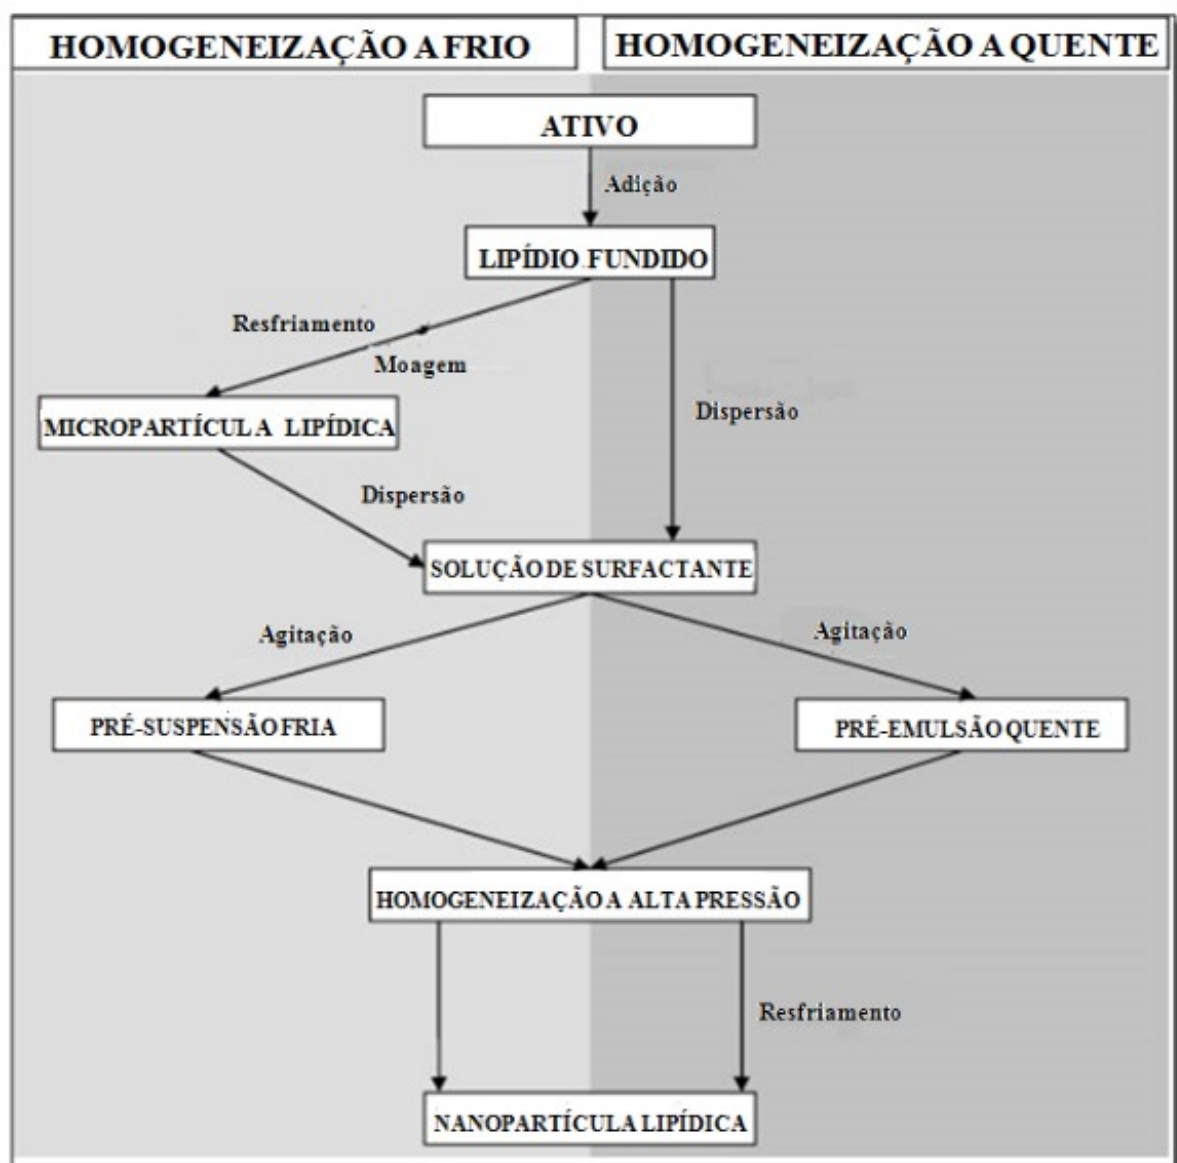 HOMOGENEIZAÇÃO A FRIO
HOMOGENEIZAÇÃO A QUENTE
ATIVO
Adição
LIPÍDIO FUNDIDO
Resfriamento
Moagem
MICROPARTÍCULA LIPÍDICA
Dispersão
Dispersão
SOLUÇÃO DE SURFACTANTE
Agitação
Agitação
PRÉ-SUSPENSÃO FRIA
PRÉ-EMULSÃO QUENTE
HOMOGENEIZAÇÃO A ALTA PRESSÃO
Resfriamento
NANOPARTÍCULA LIPÍDICA